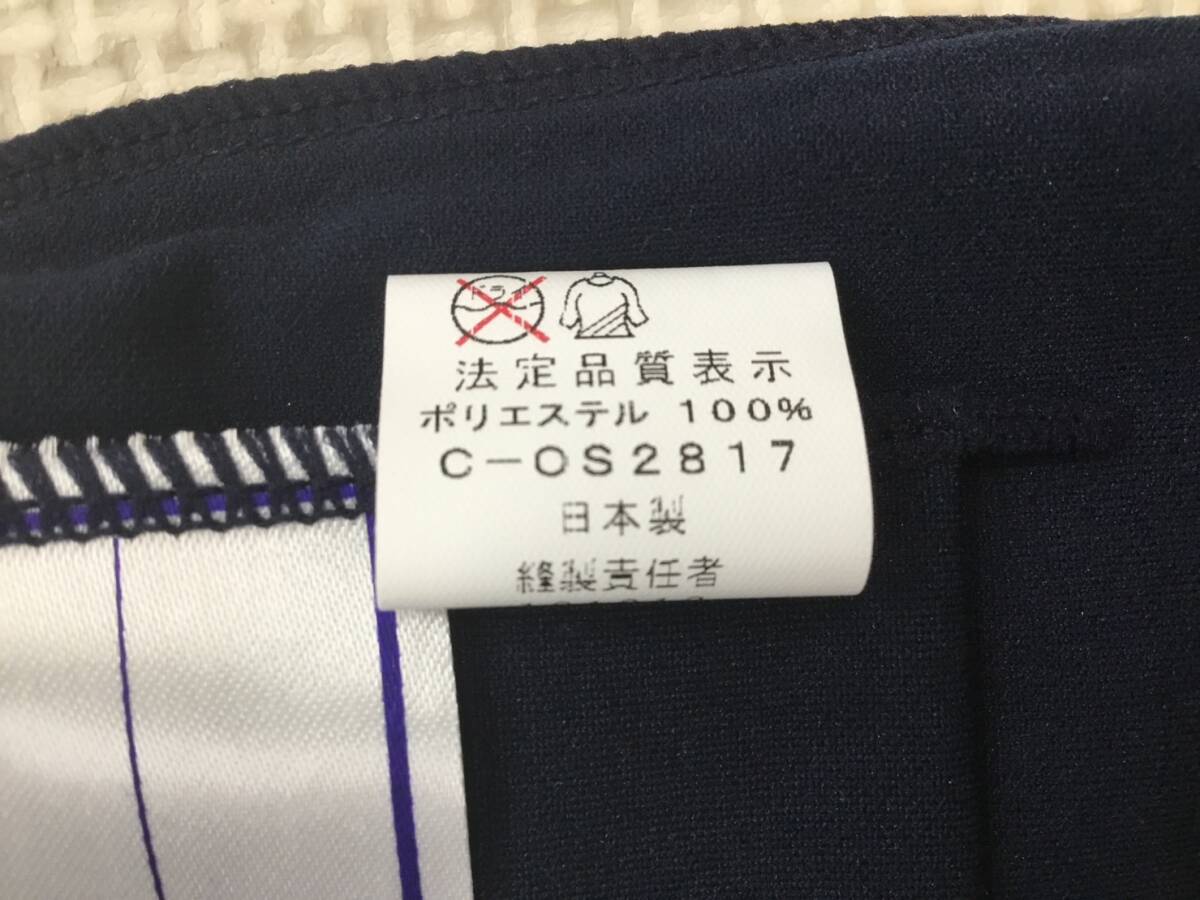 ドライ
法定品質表示
ポリエステル 100%
C-OS2817
日本製
縫製責任者